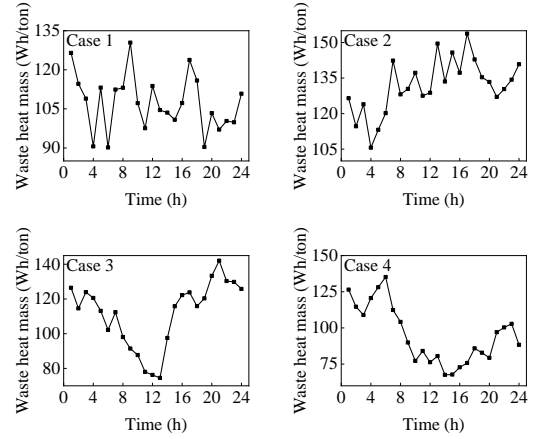 Case 1
Waste heat mass (Wh/ton)
135
120
105
90
0 4 8 12 16 20 24
Time (h)
Case 2
Waste heat mass (Wh/ton)
150
135
120
105
0 4 8 12 16 20 24
Time (h)
Case 3
Waste heat mass (Wh/ton)
140
120
100
80
0 4 8 12 16 20 24
Time (h)
Case 4
Waste heat mass (Wh/ton)
150
125
100
75
0 4 8 12 16 20 24
Time (h)